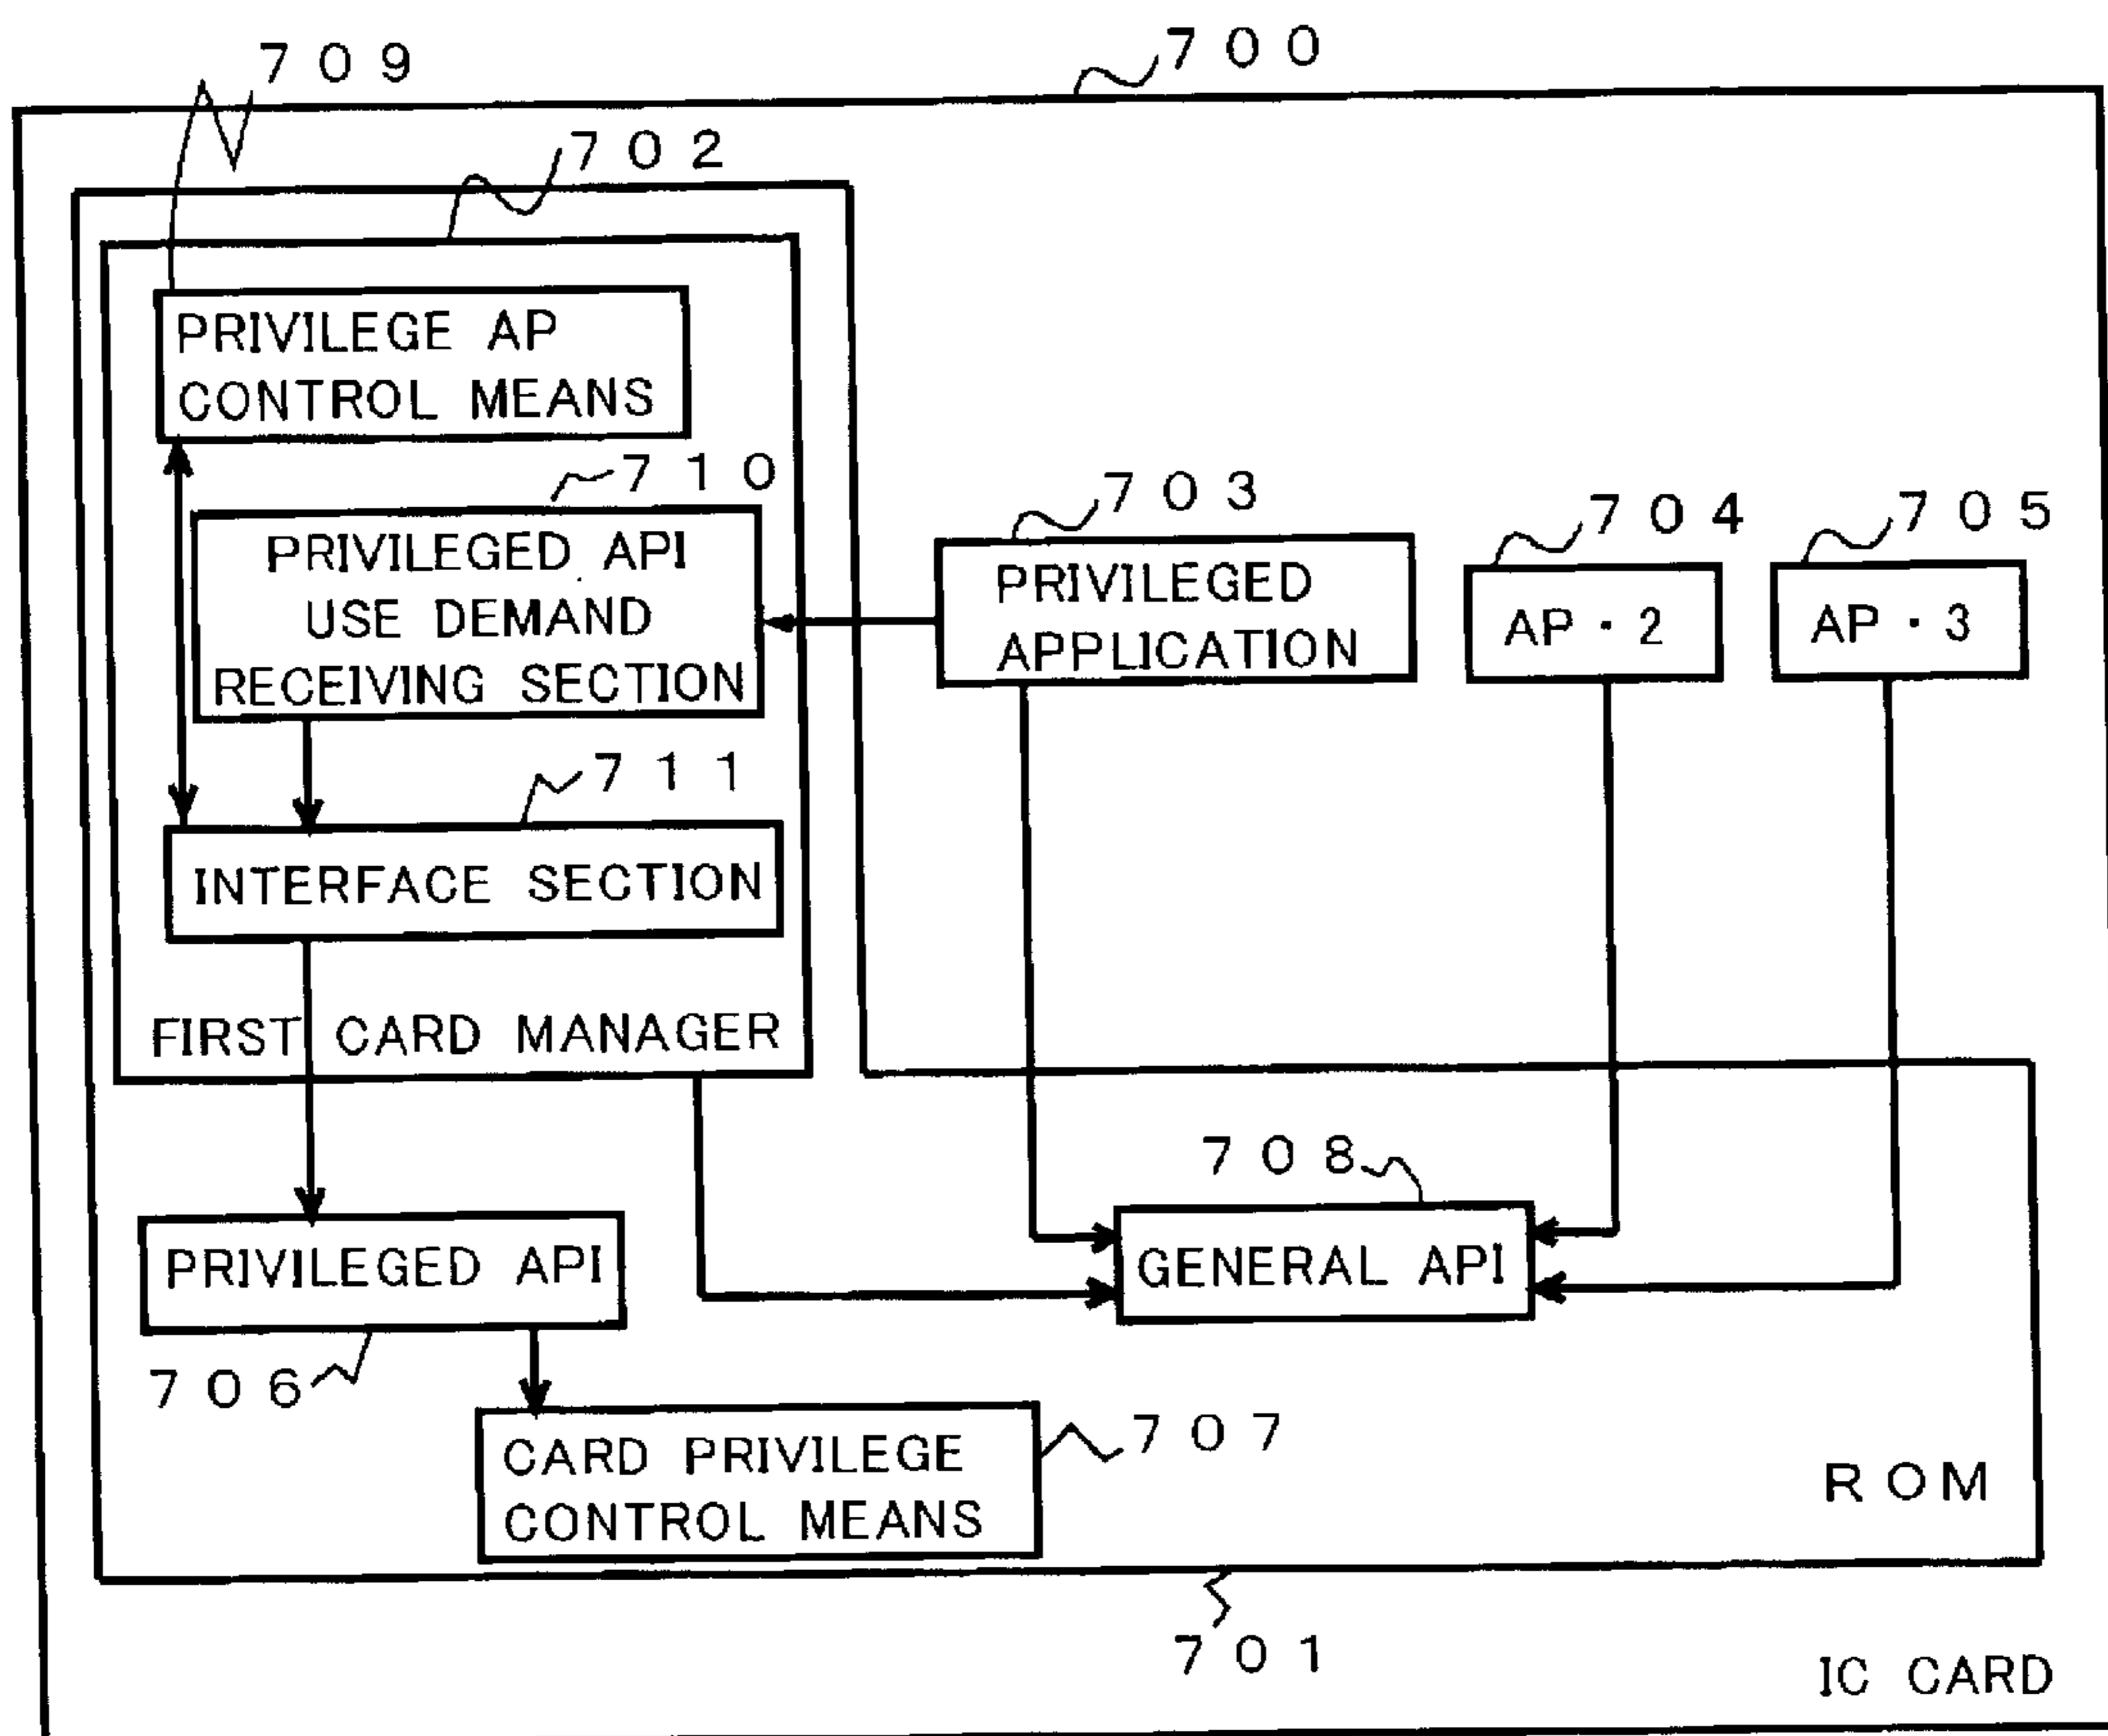 709
700
702
PRIVILEGE AP
CONTROL MEANS
710
PRIVILEGED API
USE DEMAND
RECEIVING SECTION
703
PRIVILEGED
APPLICATION
704
AP・2
705
AP・3
711
INTERFACE SECTION
FIRST CARD MANAGER
708
GENERAL API
PRIVILEGED API
706
CARD PRIVILEGE
CONTROL MEANS
707
ROM
701
IC CARD